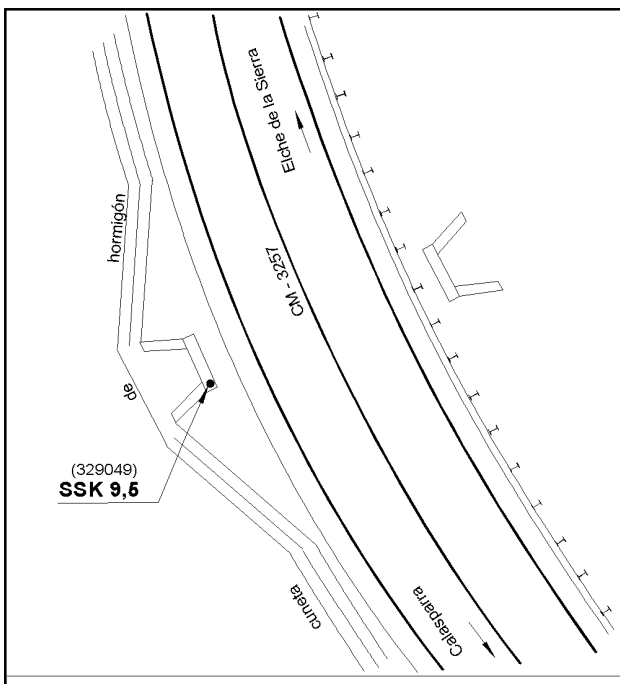 Elche de la Sierra
CM - 3257
hormigón
de
(329049)
SSK 9,5
cuneta
Calasparra